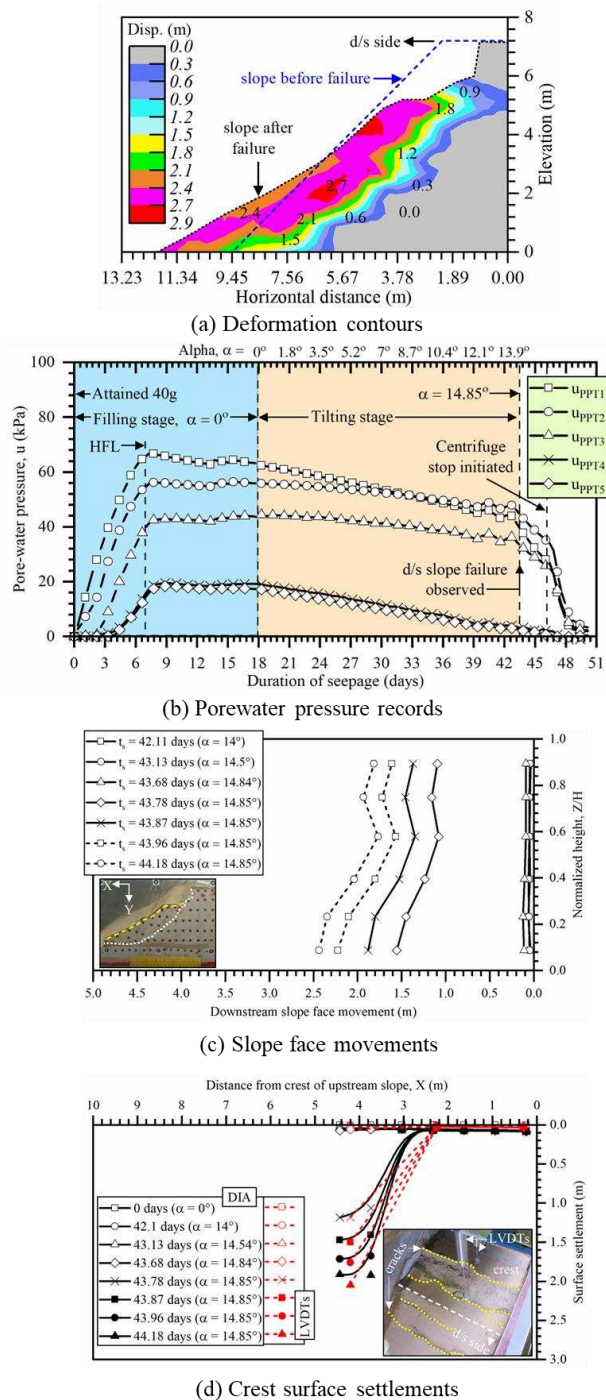 Disp. (m)
0.0
0.3
0.6
0.9
1.2
1.5
1.8
2.1
2.4
2.7
2.9
d/s side
slope before failure
slope after
failure
0.9
1.8
1.2
2.7
0.3
2.4
2.1
0.6
0.0
1.5
8
6
4
2
0
Elevation (m)
13.23 11.34 9.45 7.56 5.67 3.78 1.89 0.00
Horizontal distance (m)
(a) Deformation contours
Alpha, α = 0° 1.8° 3.5° 5.2° 7° 8.7° 10.4° 12.1° 13.9°
100
80
60
40
20
0
Pore-water pressure, u (kPa)
Attained 40g
Filling stage, α = 0°
HFL
Tilting stage
α = 14.85°
Centrifuge
stop initiated
d/s slope failure
observed
uPPT1
uPPT2
uPPT3
uPPT4
uPPT5
0 3 6 9 12 15 18 21 24 27 30 33 36 39 42 45 48 51
Duration of seepage (days)
(b) Porewater pressure records
ts = 42.11 days (α = 14°)
ts = 43.13 days (α = 14.5°)
ts = 43.68 days (α = 14.84°)
ts = 43.78 days (α = 14.85°)
ts = 43.87 days (α = 14.85°)
ts = 43.96 days (α = 14.85°)
ts = 44.18 days (α = 14.85°)
X
Y
1.0
0.8
0.6
0.4
0.2
0.0
Normalized height, Z/H
5.0 4.5 4.0 3.5 3.0 2.5 2.0 1.5 1.0 0.5 0.0
Downstream slope face movement (m)
(c) Slope face movements
Distance from crest of upstream slope, X (m)
10 9 8 7 6 5 4 3 2 1 0
0.0
0.5
1.0
1.5
2.0
2.5
3.0
Surface settlement (m)
DIA
0 days (α = 0°)
42.1 days (α = 14°)
43.13 days (α = 14.54°)
43.68 days (α = 14.84°)
43.78 days (α = 14.85°)
43.87 days (α = 14.85°)
43.96 days (α = 14.85°)
44.18 days (α = 14.85°)
LVDTs
LVDTs
cracks
crest
d/s side
(d) Crest surface settlements